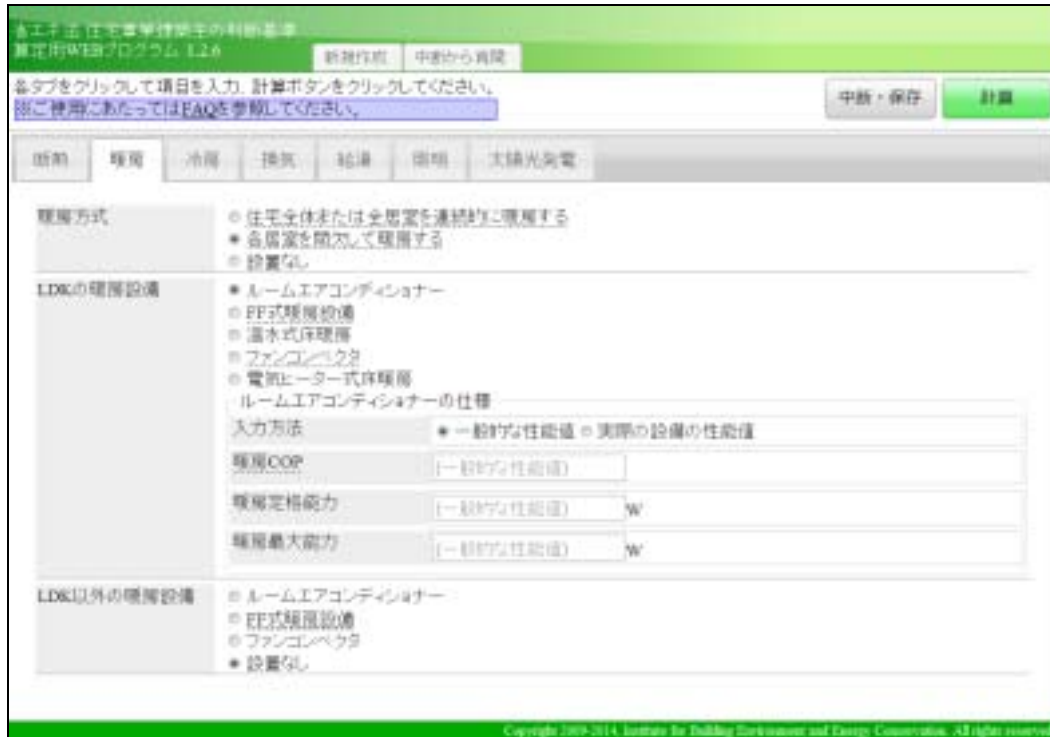 省エネ法 住宅事業建築主の判断基準
算定用WEBプログラム 1.2.6
新規作成 中断から再開
各タブをクリックして項目を入力、計算ボタンをクリックしてください。
※ご使用にあたってはFAQを参照してください。
中断・保存 計算
断熱 暖房 冷房 換気 給湯 照明 太陽光発電
暖房方式
住宅全体または全居室を連続的に暖房する
各居室を間欠して暖房する
設置なし
LDKの暖房設備
ルームエアコンディショナー
FF式暖房設備
温水式床暖房
ファンコンベクタ
電気ヒーター式床暖房
ルームエアコンディショナーの仕様
入力方法 一般的な性能値 実際の設備の性能値
暖房COP (一般的な性能値)
暖房定格能力 (一般的な性能値) W
暖房最大能力 (一般的な性能値) W
LDK以外の暖房設備
ルームエアコンディショナー
FF式暖房設備
ファンコンベクタ
設置なし
Copyright 2009-2014, Institute for Building Environment and Energy Conservation. All rights reserved